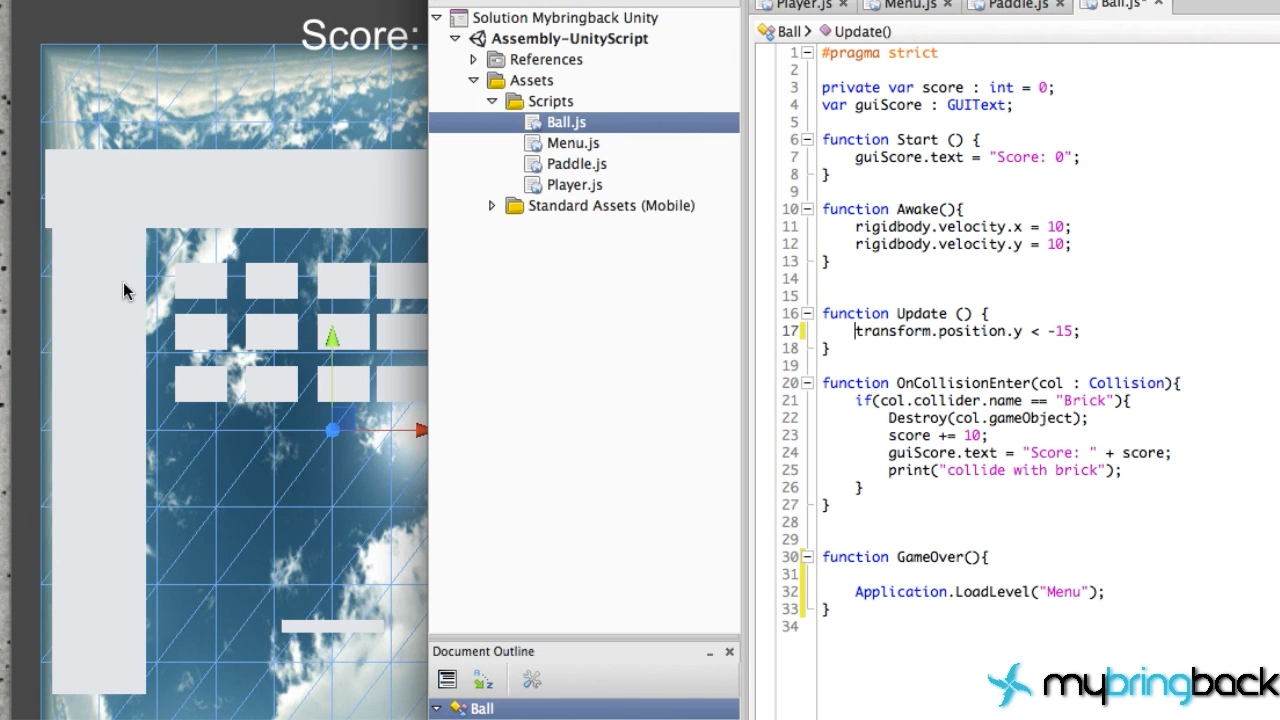 Score:
Solution Mybringback Unity
Assembly-UnityScript
References
Assets
Scripts
Ball.js
Menu.js
Paddle.js
Player.js
Standard Assets (Mobile)
Document Outline
Ball
Player.js
Menu.js
Paddle.js
Ball.js*
Ball
Update()
1 #pragma strict
2
3 private var score : int = 0;
4 var guiScore : GUIText;
5
6 function Start () {
7 guiScore.text = "Score: 0";
8 }
9
10 function Awake(){
11 rigidbody.velocity.x = 10;
12 rigidbody.velocity.y = 10;
13 }
14
15
16 function Update () {
17 transform.position.y < -15;
18 }
19
20 function OnCollisionEnter(col : Collision){
21 if(col.collider.name == "Brick"){
22 Destroy(col.gameObject);
23 score += 10;
24 guiScore.text = "Score: " + score;
25 print("collide with brick");
26 }
27 }
28
29
30 function GameOver(){
31
32 Application.LoadLevel("Menu");
33 }
34
mybringback